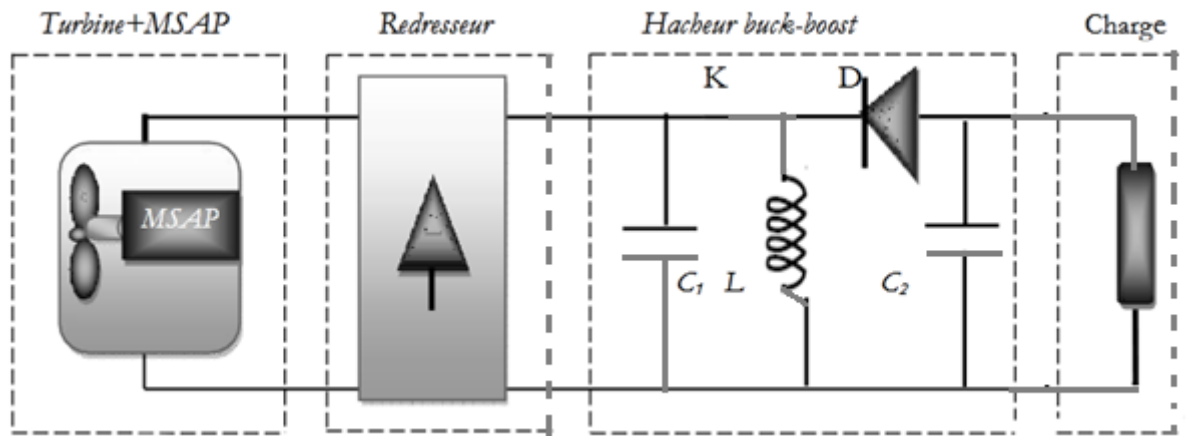 Turbine+MSAP
Redresseur
Hacheur buck-boost
Charge
K
D
MSAP
C₁
L
C₂